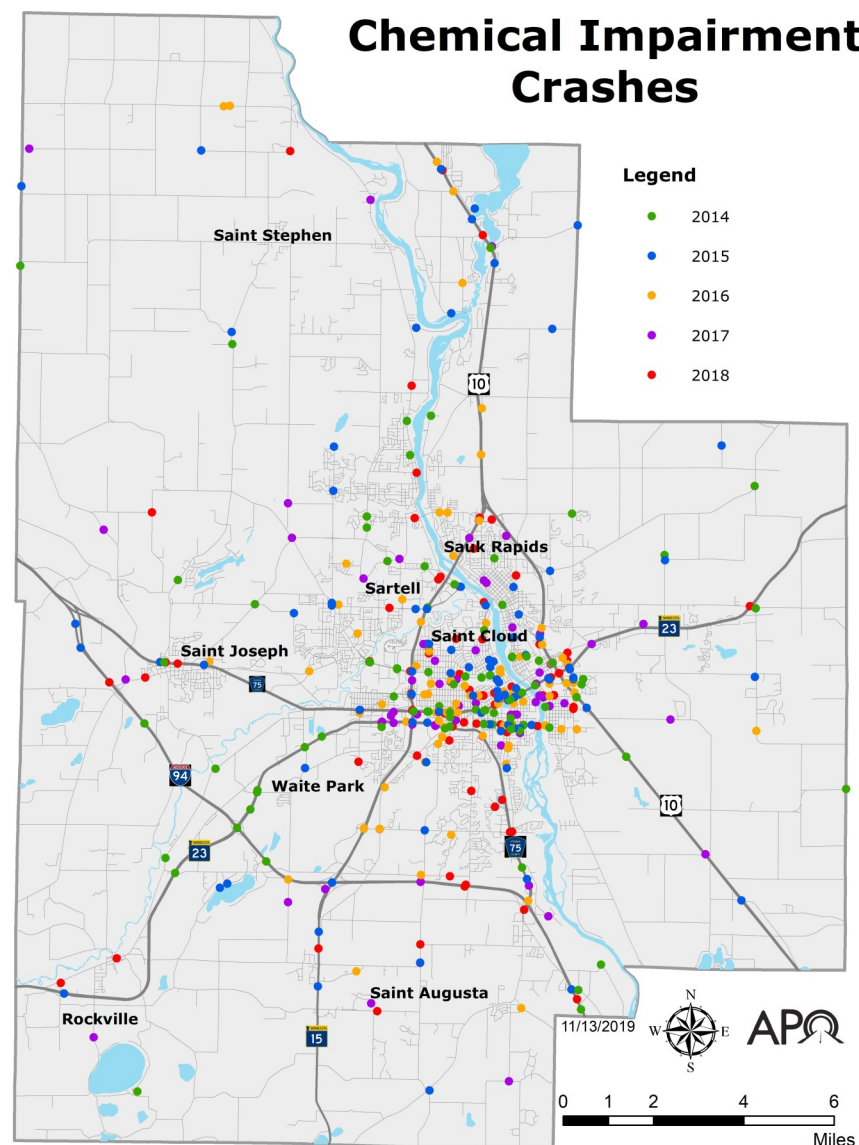 Chemical Impairment
Crashes
Legend
2014
2015
2016
2017
2018
Saint Stephen
10
Sauk Rapids
Sartell
Saint Cloud
23
Saint Joseph
75
94
Waite Park
10
23
75
Saint Augusta
Rockville
15
11/13/2019
N
W
E
S
APO
0 1 2 4 6
Miles